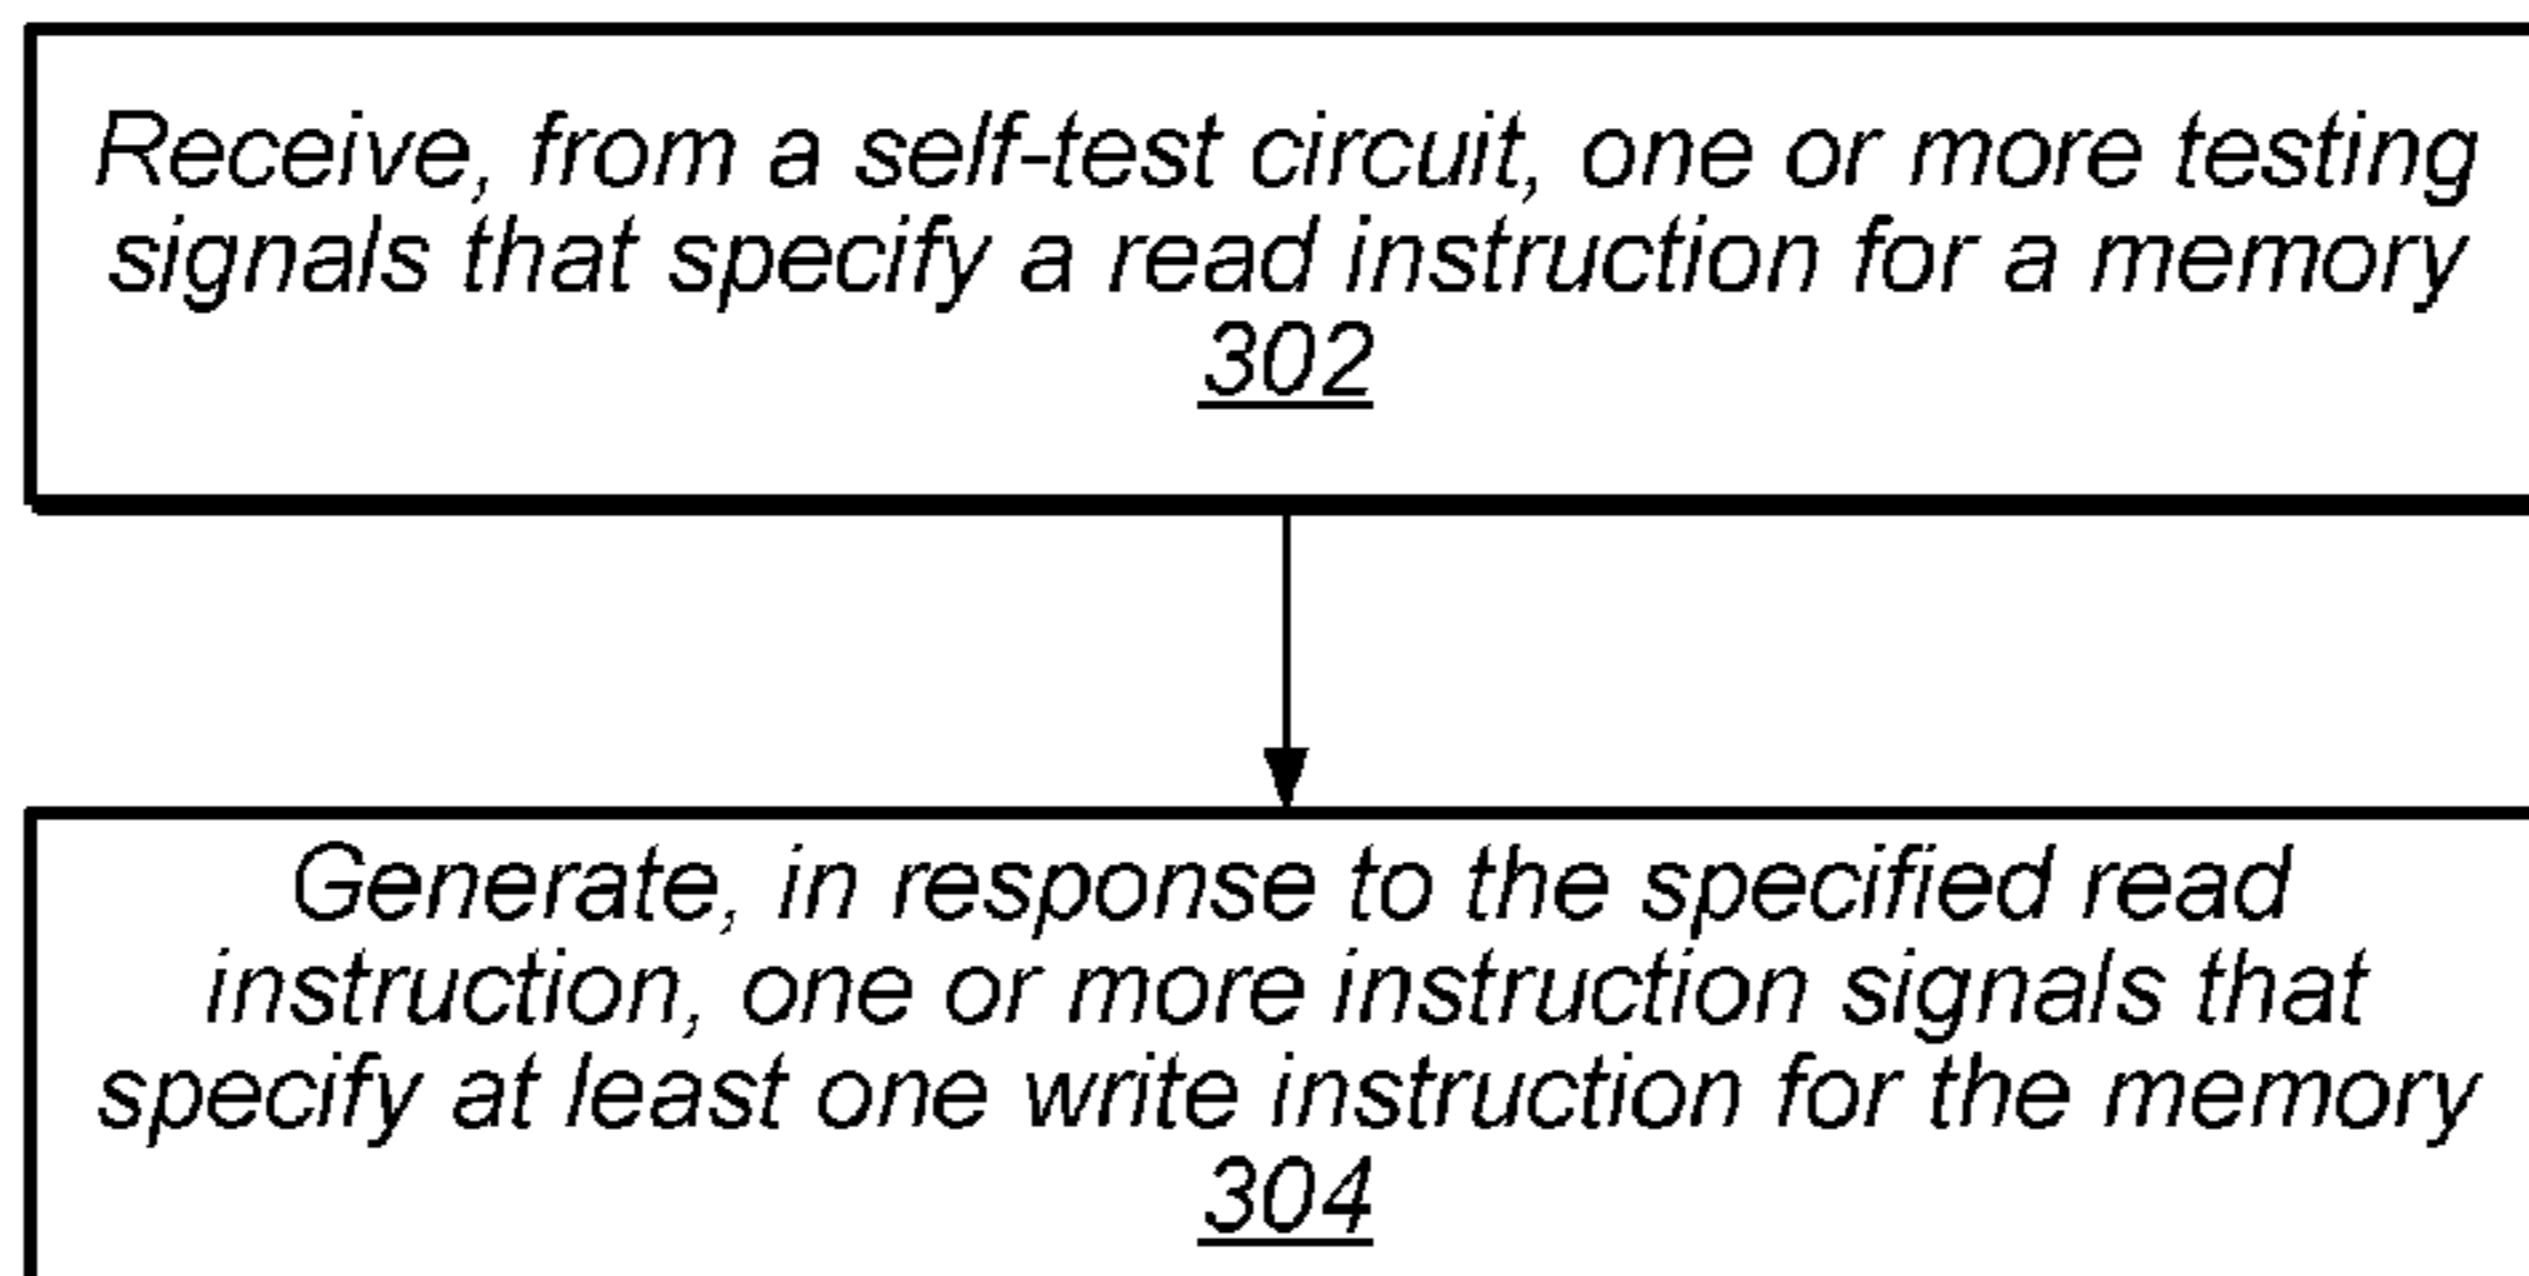 Receive, from a self-test circuit, one or more testing
signals that specify a read instruction for a memory
302
Generate, in response to the specified read
instruction, one or more instruction signals that
specify at least one write instruction for the memory
304